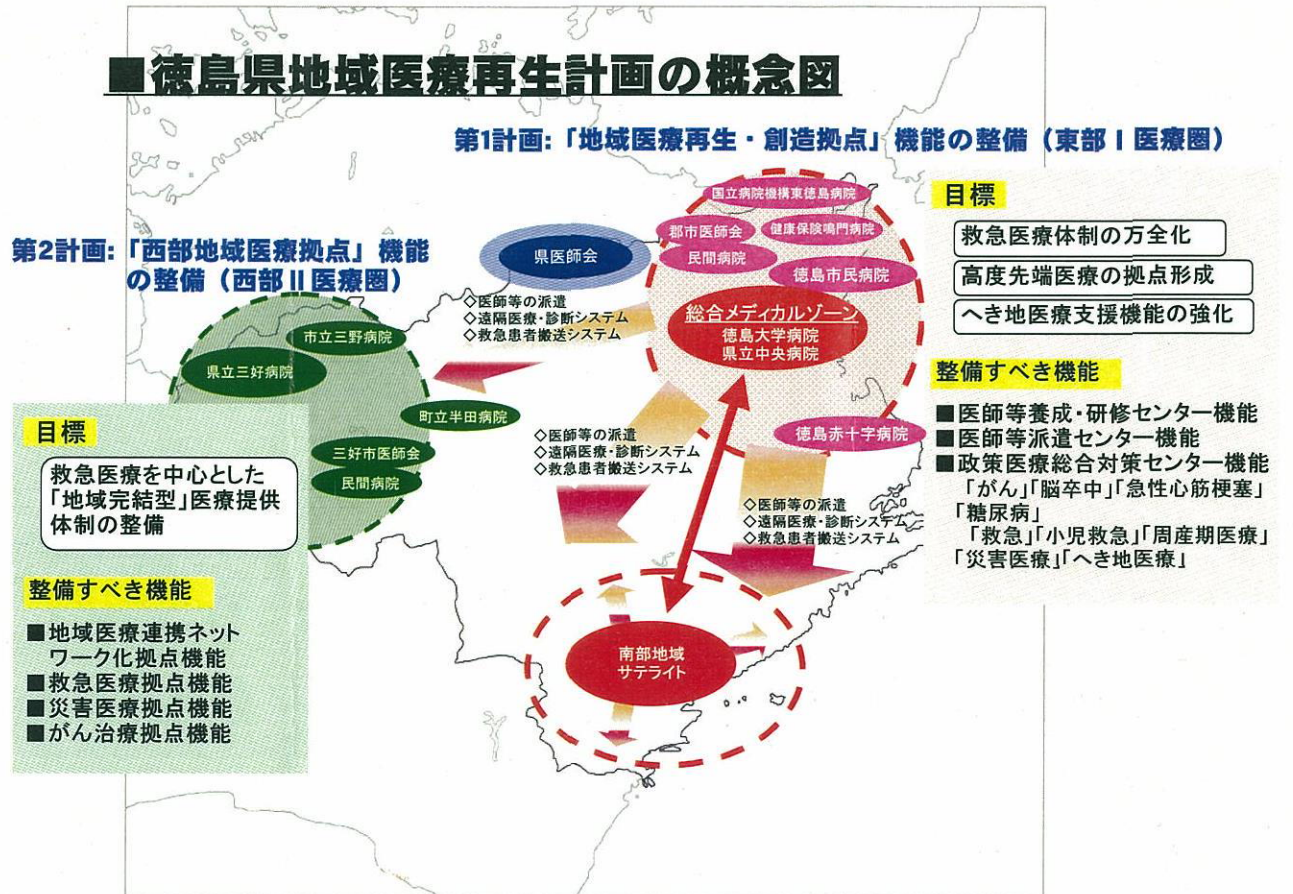 ■徳島県地域医療再生計画の概念図
第1計画:「地域医療再生・創造拠点」機能の整備（東部Ⅰ医療圏）
第2計画:「西部地域医療拠点」機能
の整備（西部Ⅱ医療圏）
県医師会
国立病院機構東徳島病院
郡市医師会
健康保険鳴門病院
民間病院
徳島市民病院
総合メディカルゾーン
徳島大学病院
県立中央病院
徳島赤十字病院
◇医師等の派遣
◇遠隔医療・診断システム
◇救急患者搬送システム
◇医師等の派遣
◇遠隔医療・診断システム
◇救急患者搬送システム
◇医師等の派遣
◇遠隔医療・診断システム
◇救急患者搬送システム
南部地域
サテライト
市立三野病院
県立三好病院
町立半田病院
三好市医師会
民間病院
目標
救急医療を中心とした
「地域完結型」医療提供
体制の整備
整備すべき機能
■地域医療連携ネット
ワーク化拠点機能
■救急医療拠点機能
■災害医療拠点機能
■がん治療拠点機能
目標
救急医療体制の万全化
高度先端医療の拠点形成
へき地医療支援機能の強化
整備すべき機能
■医師等養成・研修センター機能
■医師等派遣センター機能
■政策医療総合対策センター機能
「がん」「脳卒中」「急性心筋梗塞」
「糖尿病」
「救急」「小児救急」「周産期医療」
「災害医療」「へき地医療」